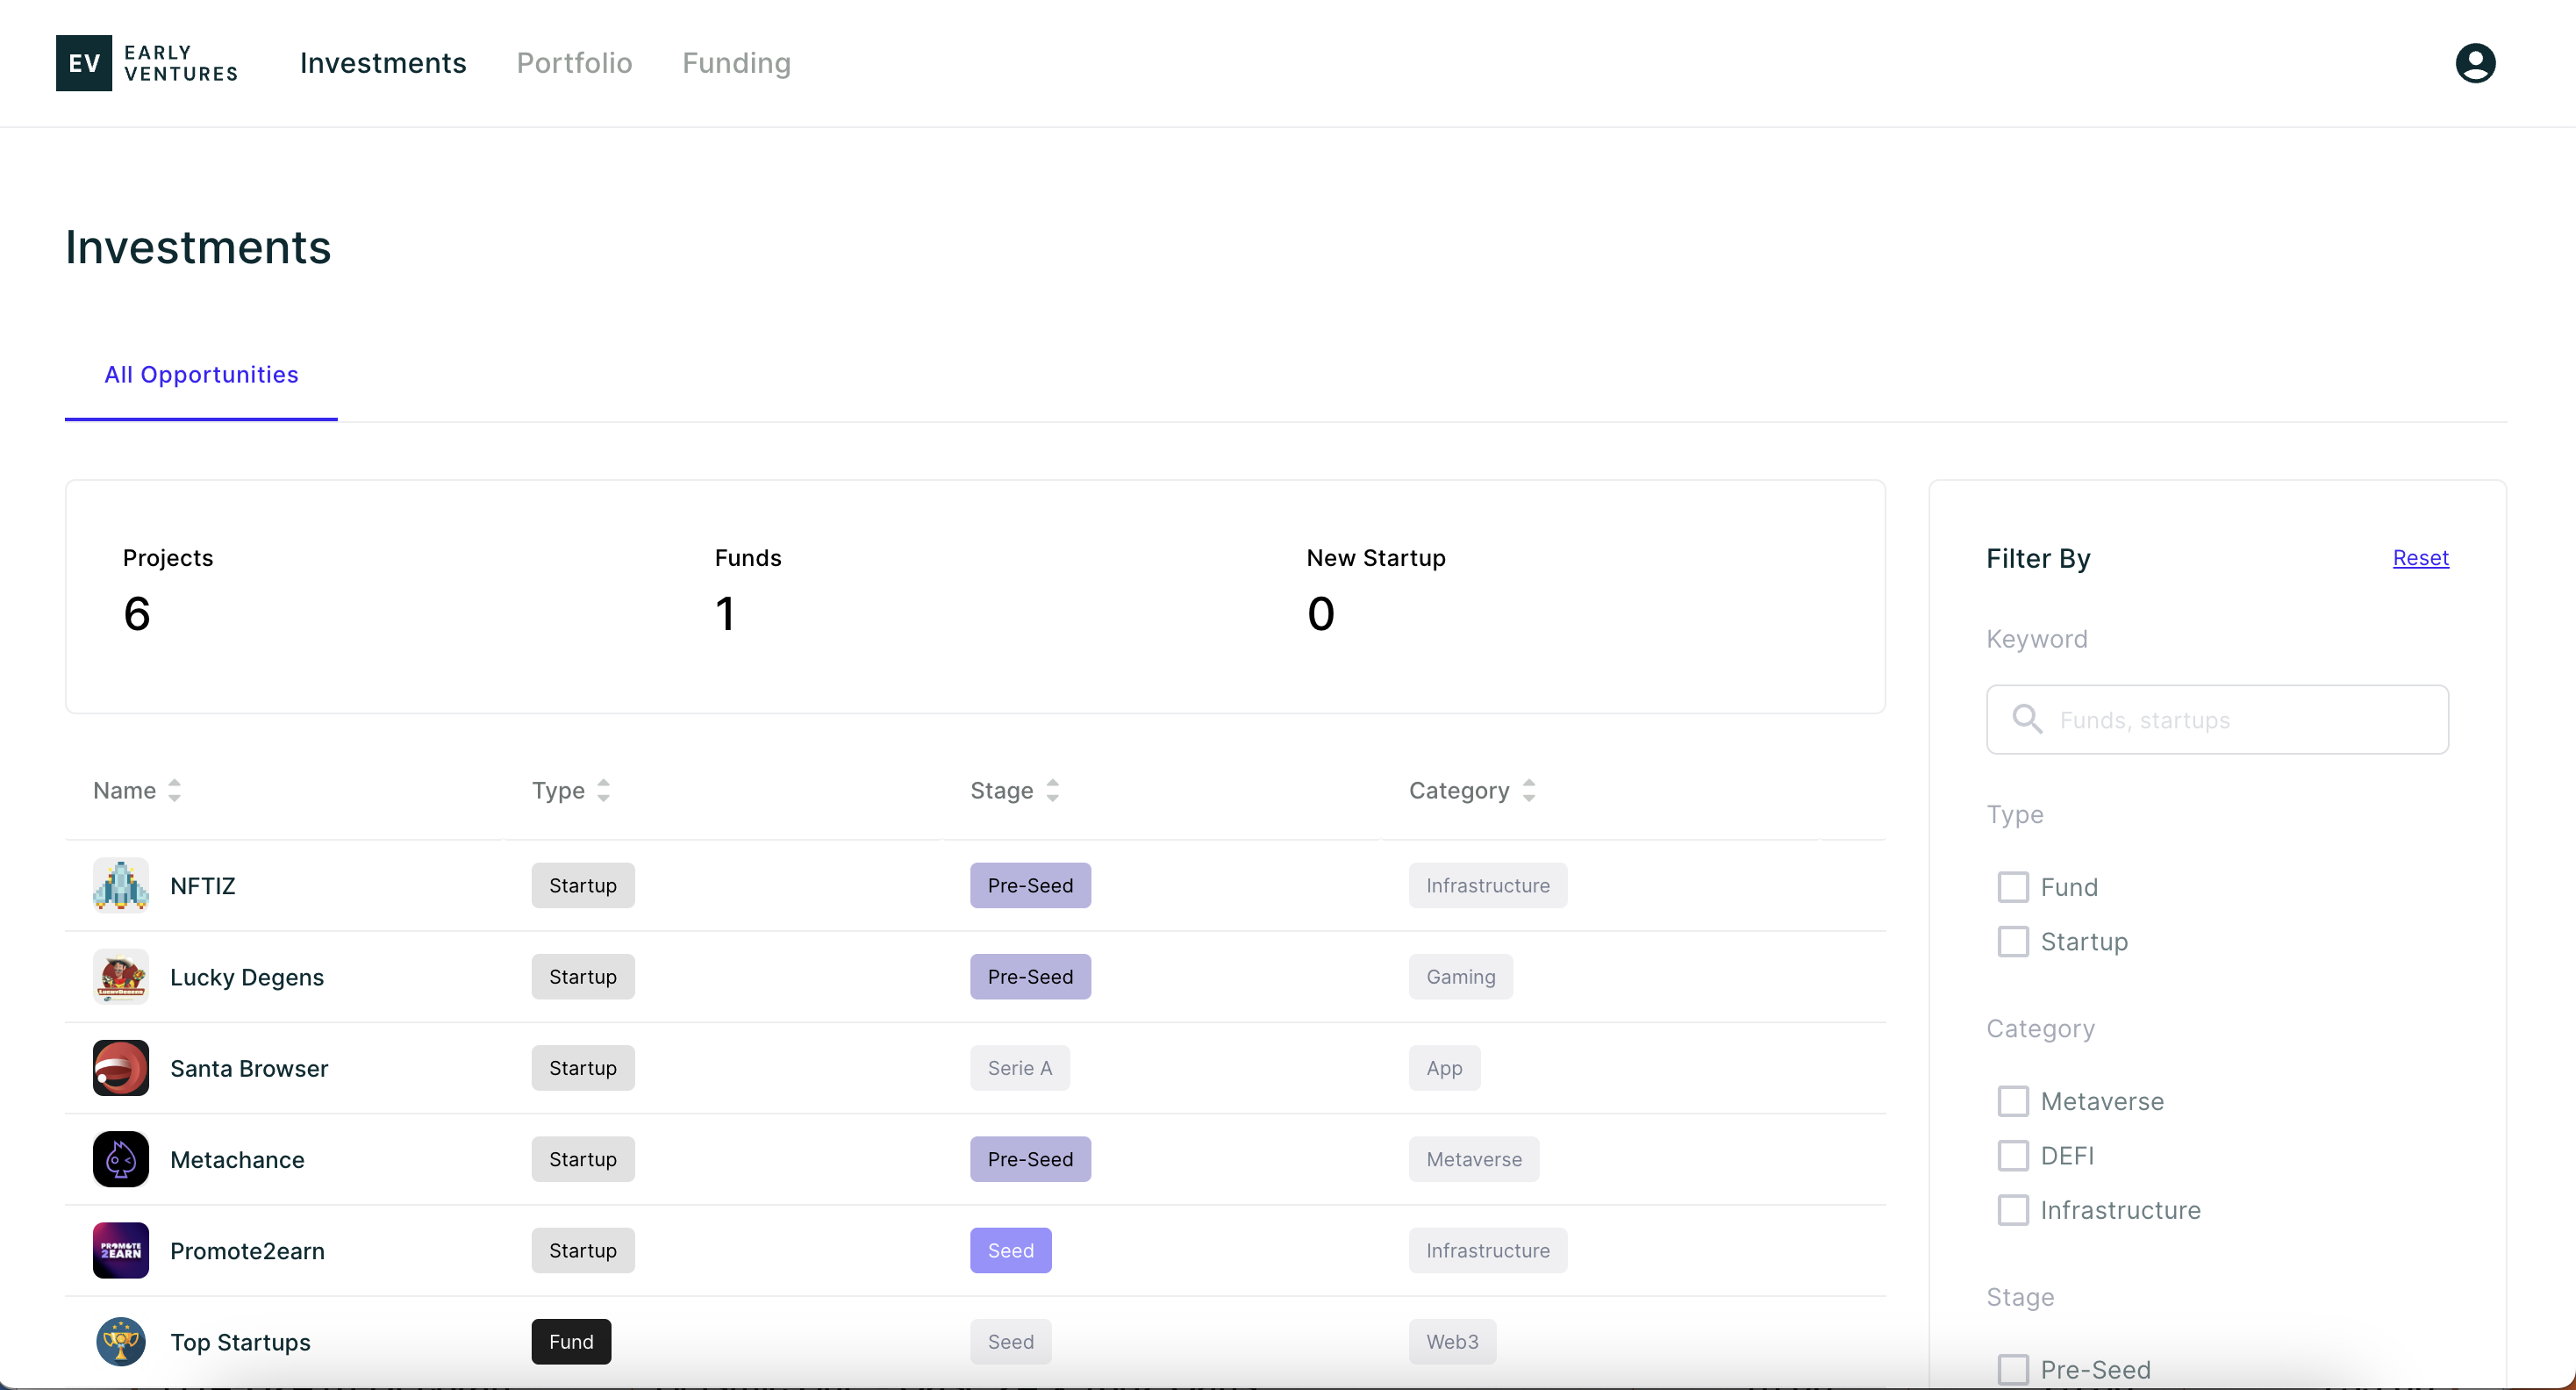 EV EARLY VENTURES
Investments Portfolio Funding
Investments
All Opportunities
Projects Funds New Startup
6 1 0
Name Type Stage Category
NFTIZ Startup Pre-Seed Infrastructure
Lucky Degens Startup Pre-Seed Gaming
Santa Browser Startup Serie A App
Metachance Startup Pre-Seed Metaverse
PROMOTE 2EARN Promote2earn Startup Seed Infrastructure
Top Startups Fund Seed Web3
Filter By Reset
Keyword
Funds, startups
Type
Fund
Startup
Category
Metaverse
DEFI
Infrastructure
Stage
Pre-Seed